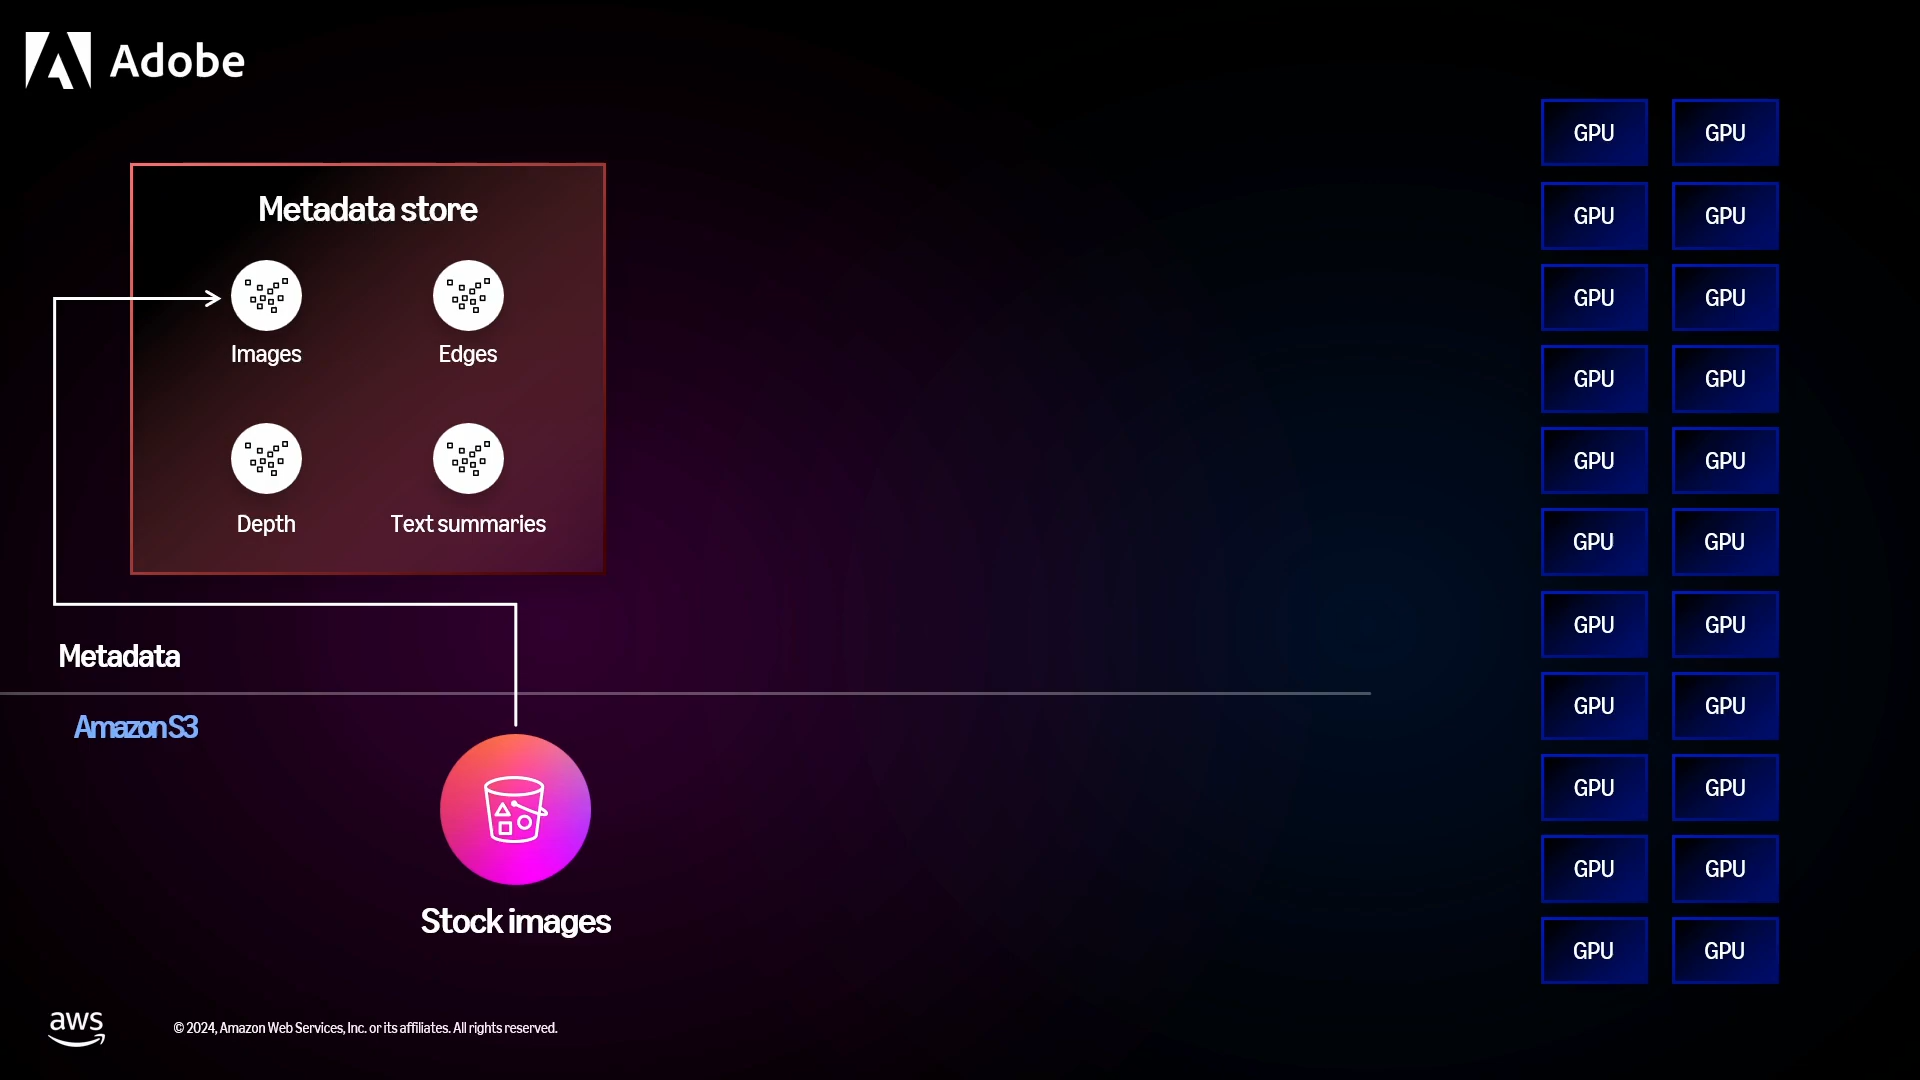 Adobe
Metadata store
Images
Edges
Depth
Text summaries
Metadata
Amazon S3
Stock images
GPU GPU
GPU GPU
GPU GPU
GPU GPU
GPU GPU
GPU GPU
GPU GPU
GPU GPU
GPU GPU
GPU GPU
GPU GPU
aws
© 2024, Amazon Web Services, Inc. or its affiliates. All rights reserved.